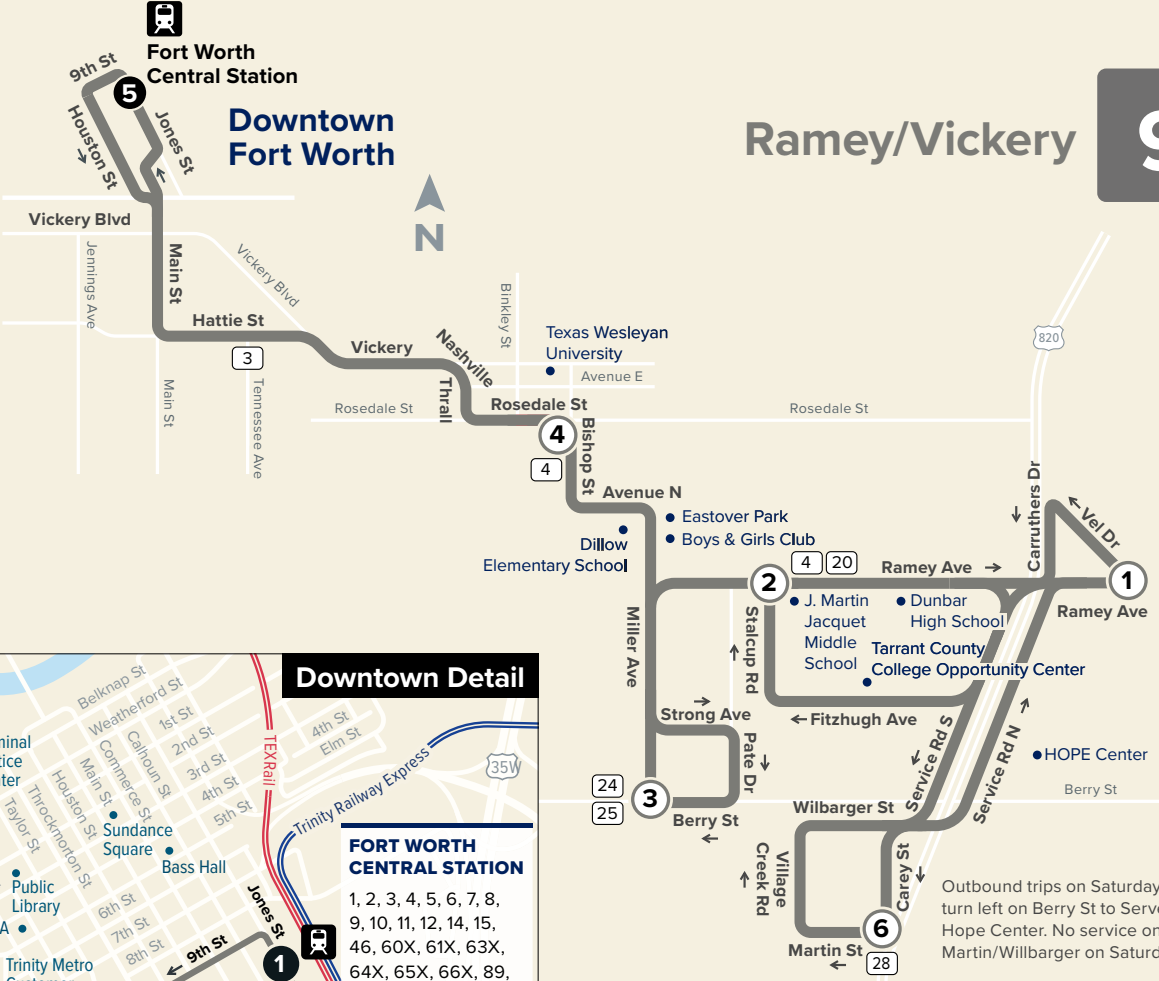 Fort Worth
Central Station
9th St
5
Houston St
Jones St
Downtown
Fort Worth
Ramey/Vickery
N
Vickery Blvd
Jennings Ave
Main St
Vickery Blvd
Hattie St
3
Main St
Tennessee Ave
Vickery
Nashville
Thrall
Binkley St
Texas Wesleyan
University
Avenue E
Rosedale St
Rosedale St
Rosedale St
4
4
Bishop St
820
Avenue N
Eastover Park
Boys & Girls Club
Dillow
Elementary School
Carruthers Dr
Vel Dr
2
4
20
Ramey Ave
1
Ramey Ave
J. Martin
Jacquet
Middle
School
Dunbar
High School
Tarrant County
College Opportunity Center
Miller Ave
Stalcup Rd
Strong Ave
Fitzhugh Ave
Pate Dr
Service Rd S
Service Rd N
HOPE Center
24
25
3
Berry St
Berry St
Wilbarger St
Village
Creek Rd
Carey St
6
Martin St
28
Outbound trips on Saturday
turn left on Berry St to
Hope Center. No service on
Martin/Willbarger on
Downtown Detail
Belknap St
Weatherford St
1st St
2nd St
3rd St
4th St
5th St
4th St
Elm St
Calhoun St
Commerce St
Main St
Houston St
Throckmorton St
Taylor St
TEXRail
Trinity Railway Express
35W
Sundance
Square
Bass Hall
Public
Library
6th St
7th St
8th St
9th St
Jones St
1
Trinity Metro
FORT WORTH
CENTRAL STATION
1, 2, 3, 4, 5, 6, 7, 8,
9, 10, 11, 12, 14, 15,
46, 60X, 61X, 63X,
64X, 65X, 66X, 89,